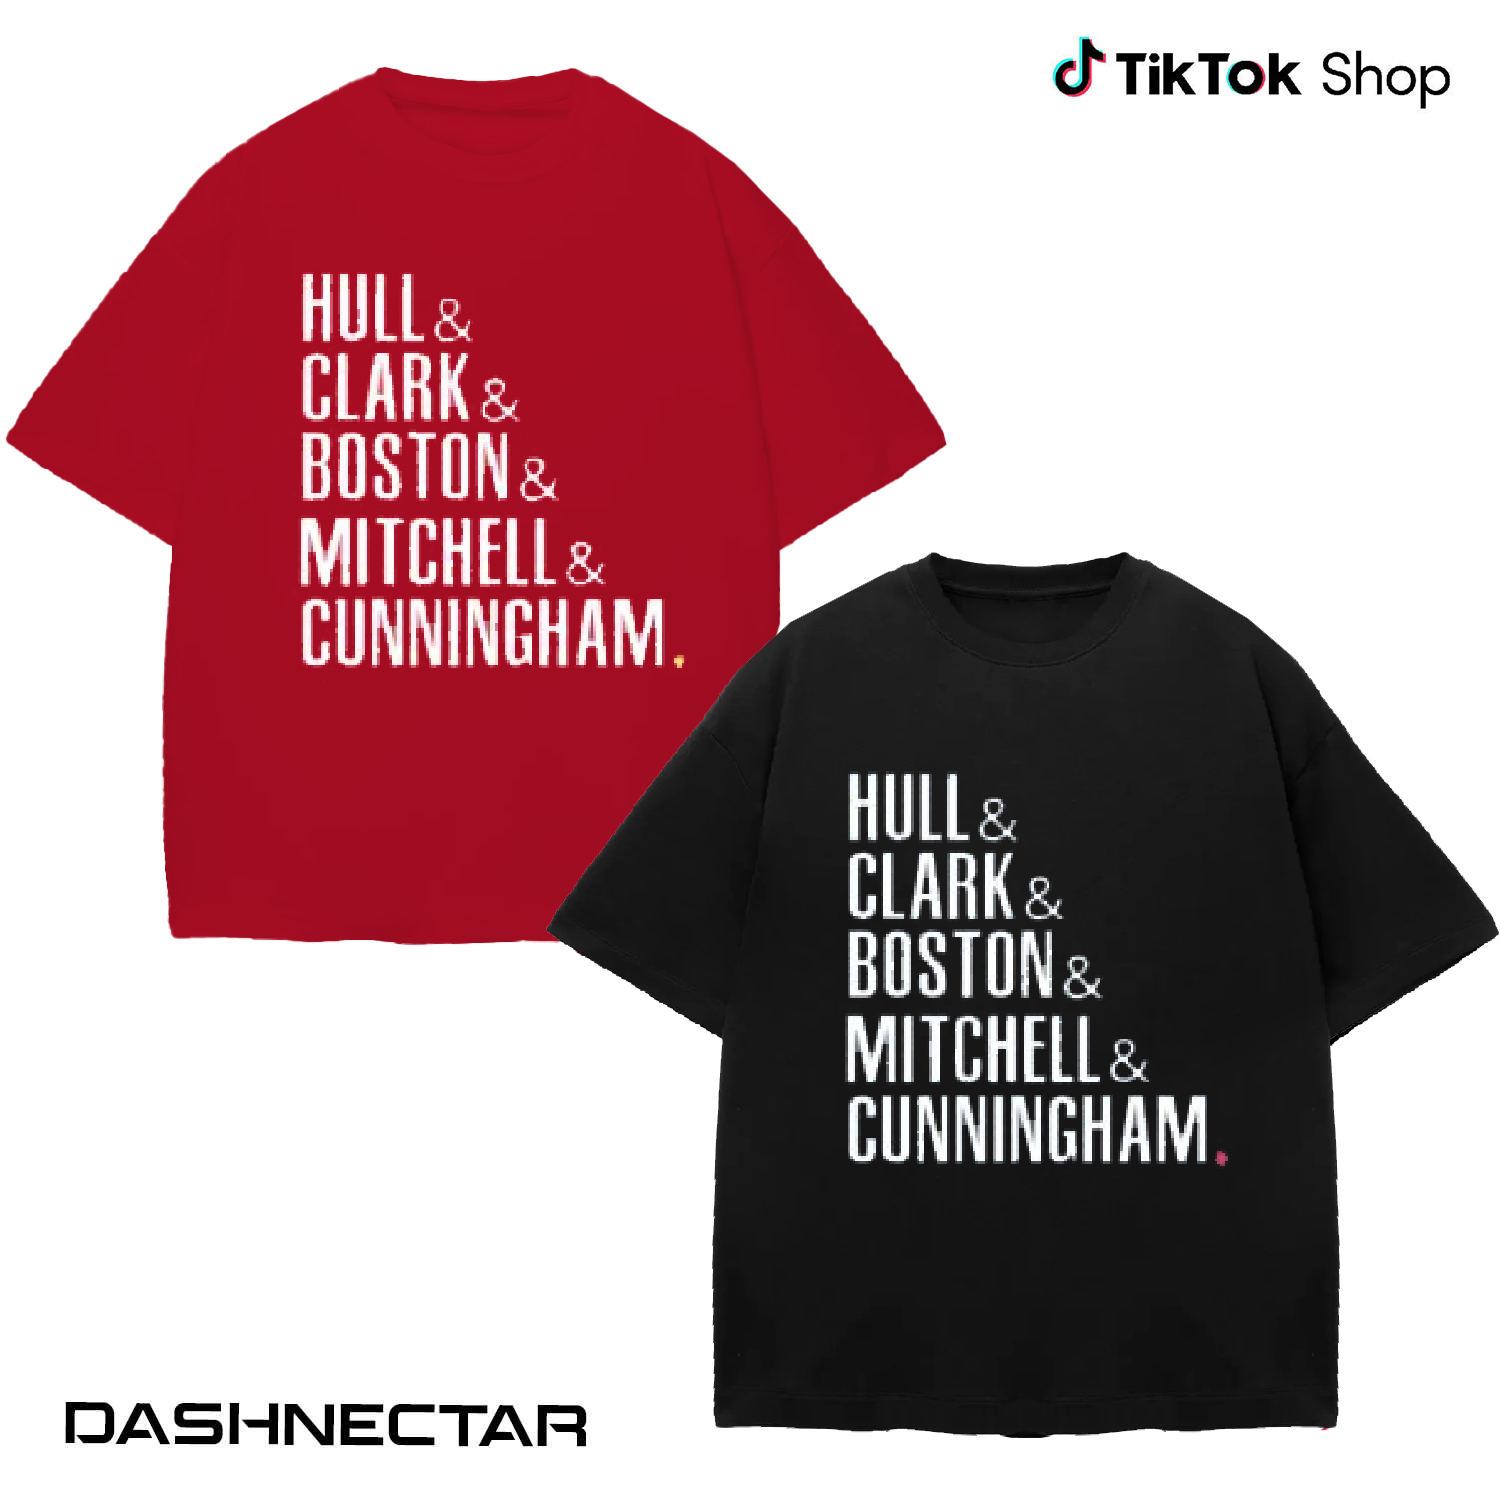 TikTok Shop
HULL &
CLARK &
BOSTON &
MITCHELL &
CUNNINGHAM.
HULL &
CLARK &
BOSTON &
MITCHELL &
CUNNINGHAM.
DASHNECTAR